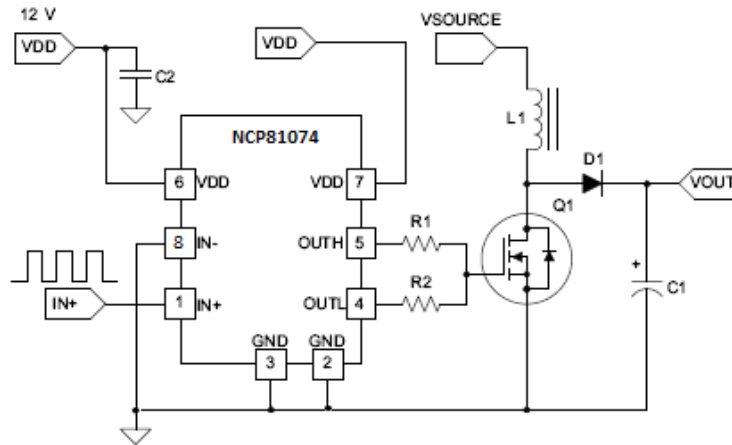 12 V
VDD
C2
VDD
VSOURCE
L1
NCP81074
6 VDD
VDD 7
D1
VOUT
Q1
8 IN-
OUTH 5
R1
IN+
1 IN+
OUTL 4
R2
+
C1
GND GND
3 2